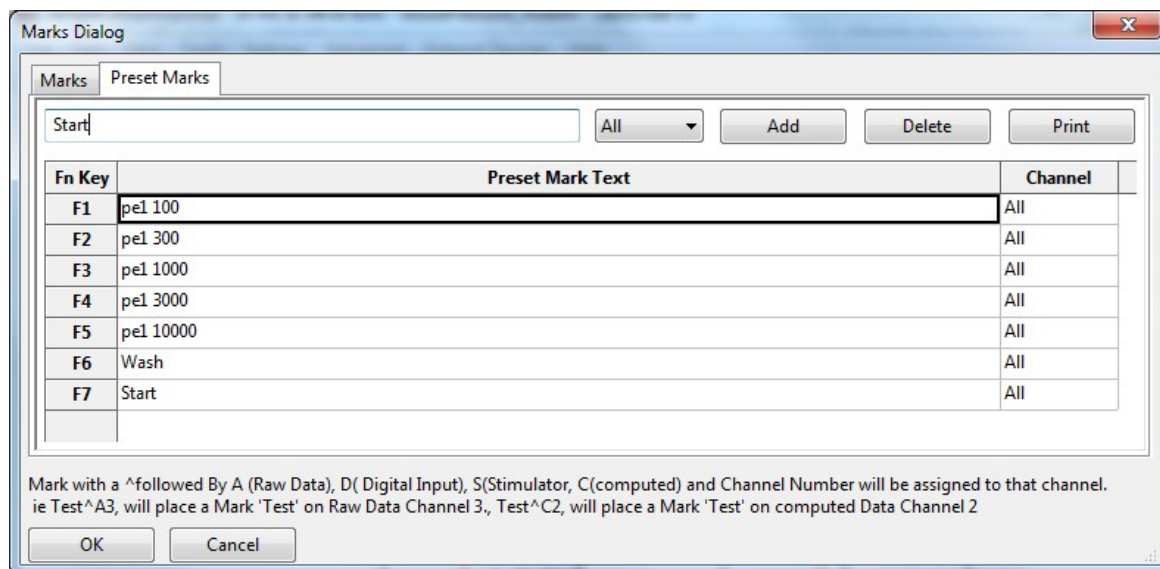 Marks Dialog
Marks Preset Marks
Start All Add Delete Print
Fn Key Preset Mark Text Channel
F1 pe1 100 All
F2 pe1 300 All
F3 pe1 1000 All
F4 pe1 3000 All
F5 pe1 10000 All
F6 Wash All
F7 Start All
Mark with a ^followed By A (Raw Data), D( Digital Input), S(Stimulator, C(computed) and Channel Number will be assigned to that channel.
ie Test^A3, will place a Mark 'Test' on Raw Data Channel 3., Test^C2, will place a Mark 'Test' on computed Data Channel 2
OK Cancel